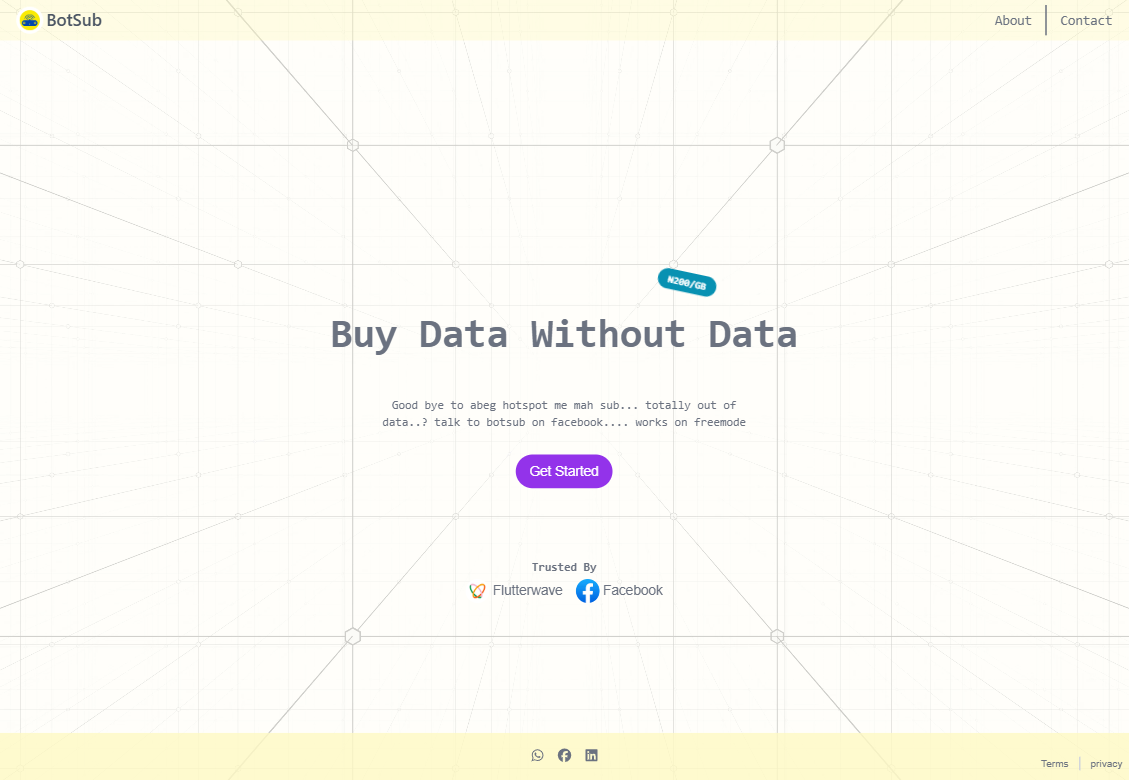 BotSub
About
Contact
N200/GB
Buy Data Without Data
Good bye to abeg hotspot me mah sub... totally out of
data..? talk to botsub on facebook.... works on freemode
Get Started
Trusted By
Flutterwave
Facebook
Terms
privacy